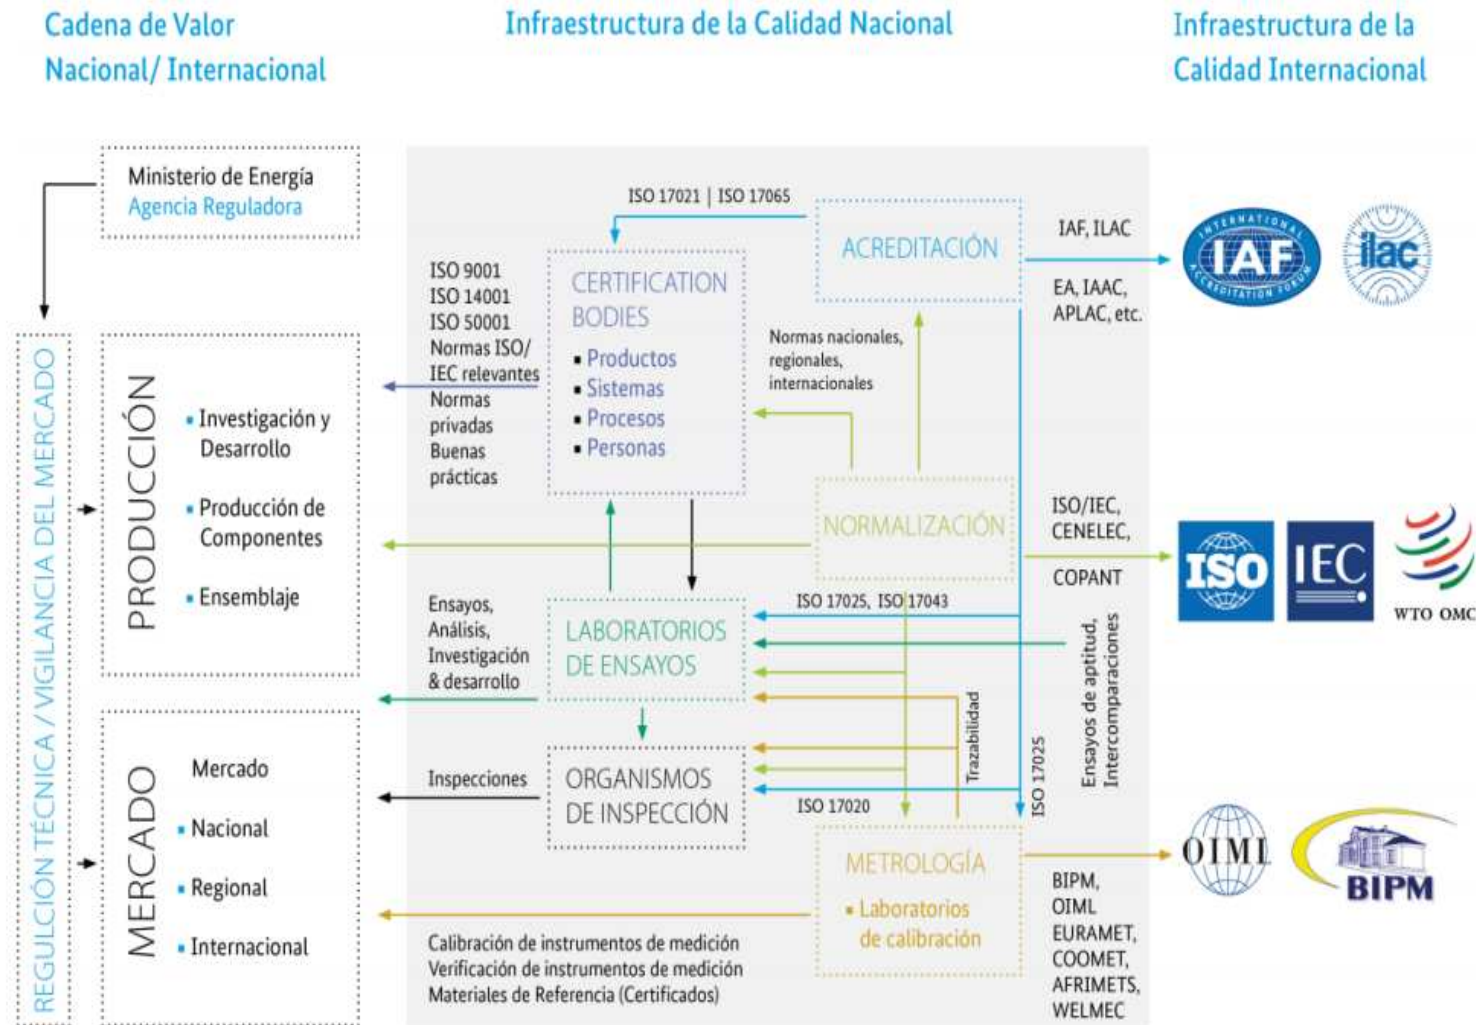 Cadena de Valor
Nacional/ Internacional
Infraestructura de la Calidad Nacional
Infraestructura de la
Calidad Internacional
Ministerio de Energía
Agencia Reguladora
REGULCIÓN TÉCNICA / VIGILANCIA DEL MERCADO
PRODUCCIÓN
Investigación y
Desarrollo
Producción de
Componentes
Ensamblaje
MERCADO
Mercado
Nacional
Regional
Internacional
ISO 17021 | ISO 17065
ISO 9001
ISO 14001
ISO 50001
Normas ISO/
IEC relevantes
Normas
privadas
Buenas
prácticas
CERTIFICATION
BODIES
Productos
Sistemas
Procesos
Personas
ACREDITACIÓN
Normas nacionales,
regionales,
internacionales
NORMALIZACIÓN
ISO 17025, ISO 17043
Ensayos,
Análisis,
Investigación
& desarrollo
LABORATORIOS
DE ENSAYOS
Inspecciones
ORGANISMOS
DE INSPECCIÓN
ISO 17020
Trazabilidad
ISO 17025
Ensayos de aptitud,
Intercomparaciones
METROLOGÍA
Laboratorios
de calibración
Calibración de instrumentos de medición
Verificación de instrumentos de medición
Materiales de Referencia (Certificados)
IAF, ILAC
EA, IAAC,
APLAC, etc.
INTERNATIONAL
IAF
ACCREDITATION FORUM
ilac
ISO/IEC,
CENELEC,
COPANT
ISO
IEC
WTO OMC
BIPM,
OIML
EURAMET,
COOMET,
AFRIMETS,
WELMEC
OIML
BIPM